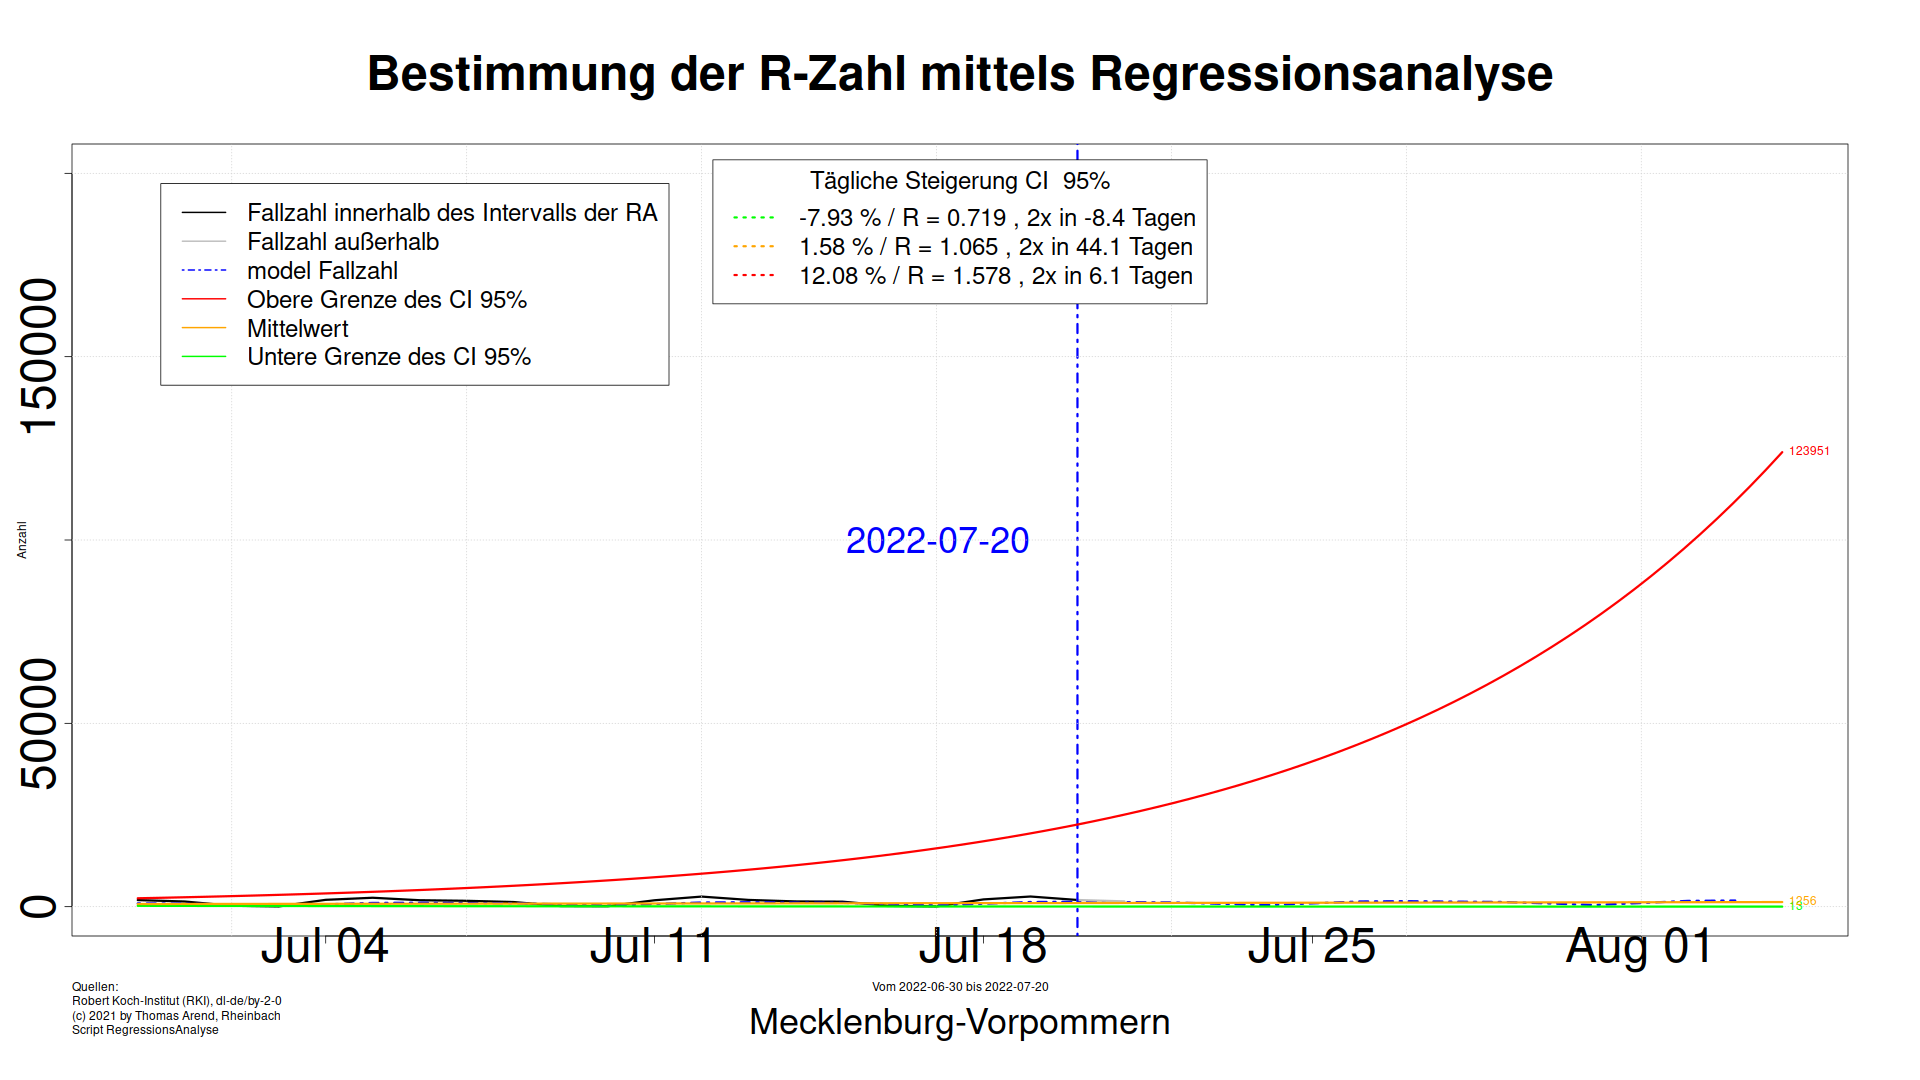 Bestimmung der R-Zahl mittels Regressionsanalyse
Fallzahl innerhalb des Intervalls der RA
Fallzahl außerhalb
model Fallzahl
Obere Grenze des CI 95%
Mittelwert
Untere Grenze des CI 95%
Tägliche Steigerung CI 95%
-7.93 % / R = 0.719 , 2x in -8.4 Tagen
1.58 % / R = 1.065 , 2x in 44.1 Tagen
12.08 % / R = 1.578 , 2x in 6.1 Tagen
150000
50000
0
Anzahl
2022-07-20
123951
1256
13
Jul 04
Jul 11
Jul 18
Jul 25
Aug 01
Quellen:
Robert Koch-Institut (RKI), dl-de/by-2-0
(c) 2021 by Thomas Arend, Rheinbach
Script RegressionsAnalyse
Vom 2022-06-30 bis 2022-07-20
Mecklenburg-Vorpommern